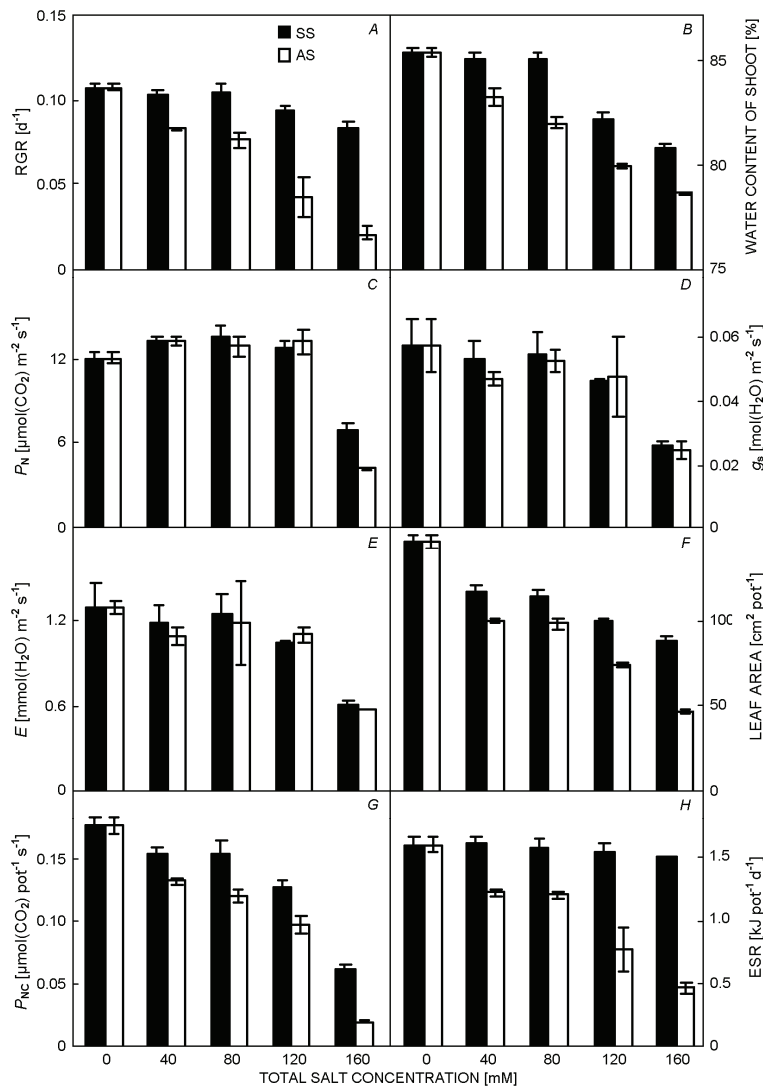 0.15
0.10
0.05
0
RGR [d⁻¹]
SS
AS
A
B
85
80
75
WATER CONTENT OF SHOOT [%]
12
6
0
P_N [µmol(CO₂) m⁻² s⁻¹]
C
D
0.06
0.04
0.02
0
g_s [mol(H₂O) m⁻² s⁻¹]
1.2
0.6
0
E [mmol(H₂O) m⁻² s⁻¹]
E
F
100
50
0
LEAF AREA [cm² pot⁻¹]
0.15
0.10
0.05
0
P_NC [µmol(CO₂) pot⁻¹ s⁻¹]
G
H
1.5
1.0
0.5
0
ESR [kJ pot⁻¹ d⁻¹]
0 40 80 120 160
0 40 80 120 160
TOTAL SALT CONCENTRATION [mM]